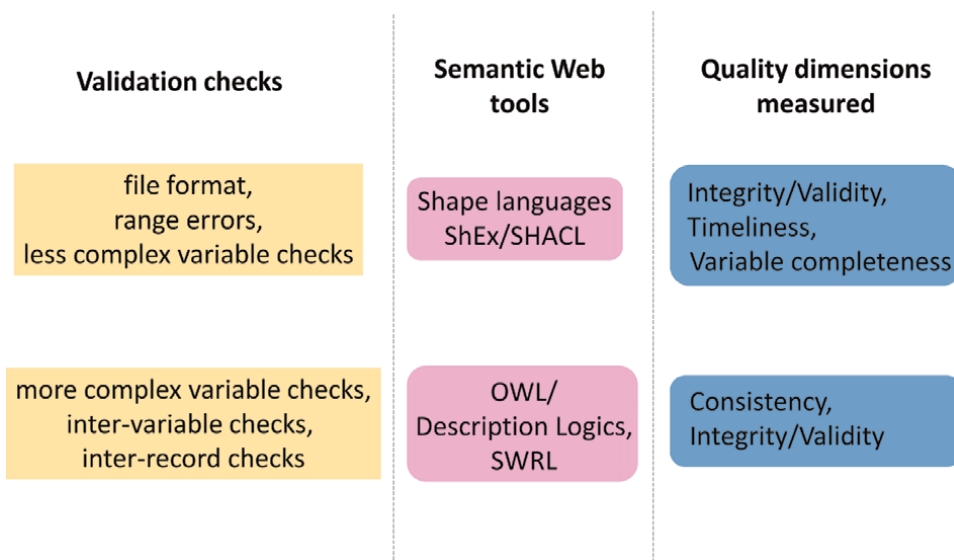 Validation checks
Semantic Web
tools
Quality dimensions
measured
file format,
range errors,
less complex variable checks
Shape languages
ShEx/SHACL
Integrity/Validity,
Timeliness,
Variable completeness
more complex variable checks,
inter-variable checks,
inter-record checks
OWL/
Description Logics,
SWRL
Consistency,
Integrity/Validity